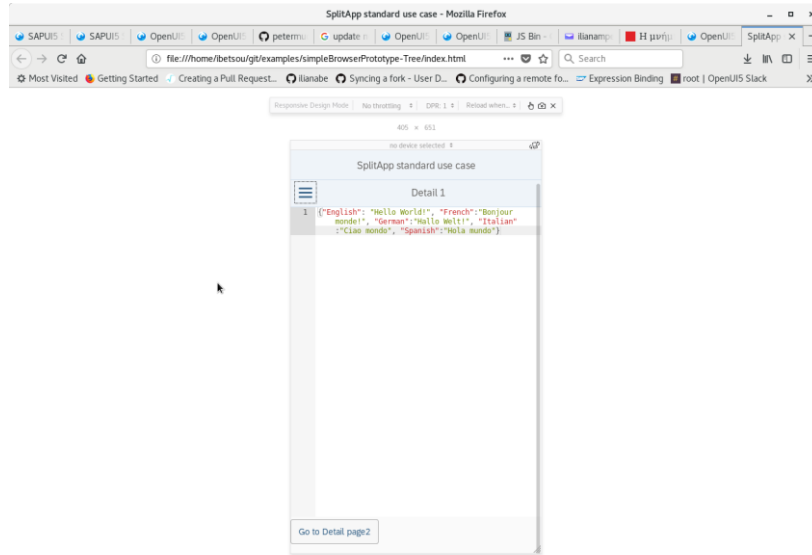 SplitApp standard use case - Mozilla Firefox
SAPUI5 SAPUI5 OpenUI5 OpenUI5 petermu update OpenUI5 OpenUI5 JS Bin - ilianamp Η μνήμ OpenUI5 SplitApp
file:///home/ibetsou/git/examples/simpleBrowserPrototype-Tree/index.html Search
Most Visited Getting Started Creating a Pull Request... ilianabe Syncing a fork - User D... Configuring a remote fo... Expression Binding root | OpenUI5 Slack
Responsive Design Mode No throttling DPR: 1 Reload when...
405 × 651
no device selected
SplitApp standard use case
Detail 1
1 {"English": "Hello World!", "French":"Bonjour
monde!", "German":"Hallo Welt!", "Italian"
:"Ciao mondo", "Spanish":"Hola mundo"}
Go to Detail page2